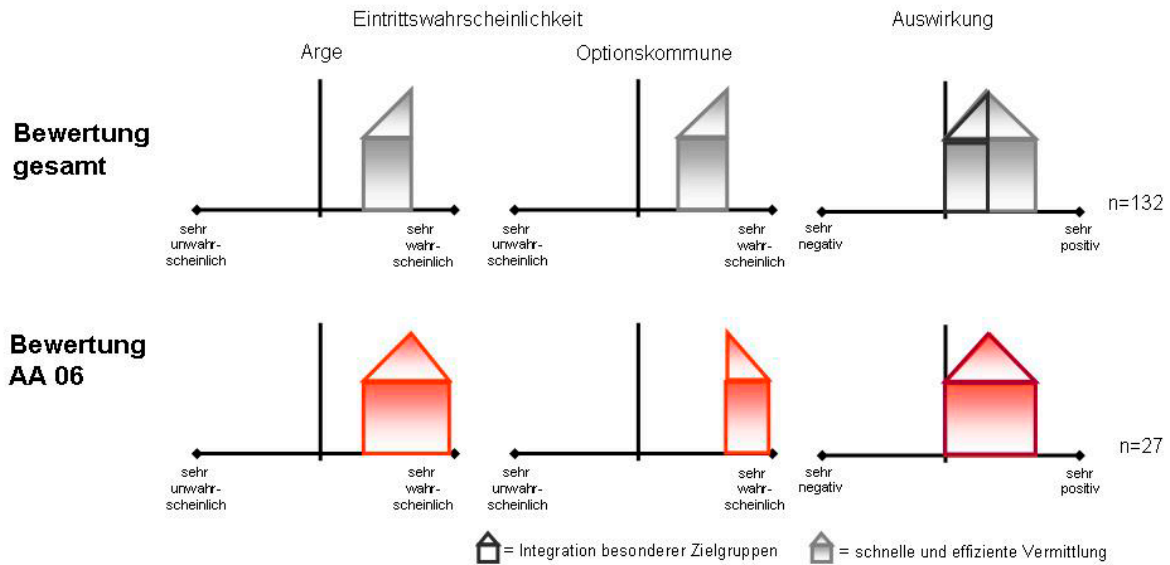 Eintrittswahrscheinlichkeit
Auswirkung
Arge
Optionskommune
Bewertung
gesamt
n=132
sehr
unwahr-
scheinlich
sehr
wahr-
scheinlich
sehr
unwahr-
scheinlich
sehr
wahr-
scheinlich
sehr
negativ
sehr
positiv
Bewertung
AA 06
n=27
sehr
unwahr-
scheinlich
sehr
wahr-
scheinlich
sehr
unwahr-
scheinlich
sehr
wahr-
scheinlich
sehr
negativ
sehr
positiv
= Integration besonderer Zielgruppen
= schnelle und effiziente Vermittlung